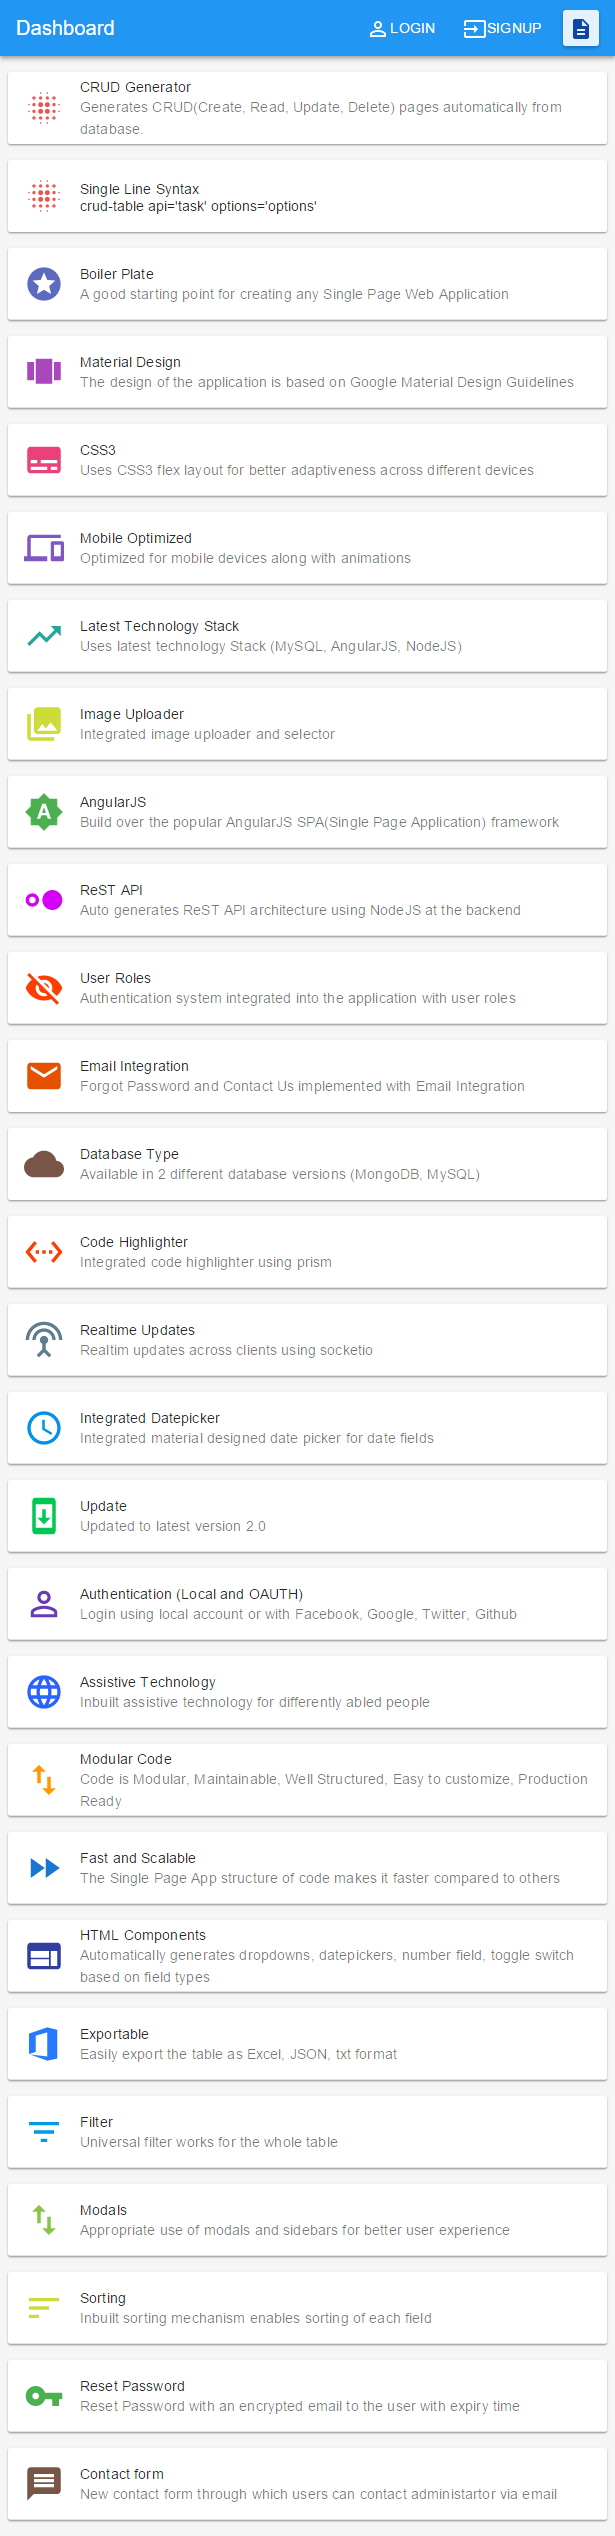 Dashboard
LOGIN
SIGNUP
CRUD Generator
Generates CRUD(Create, Read, Update, Delete) pages automatically from
database.
Single Line Syntax
crud-table api='task' options='options'
Boiler Plate
A good starting point for creating any Single Page Web Application
Material Design
The design of the application is based on Google Material Design Guidelines
CSS3
Uses CSS3 flex layout for better adaptiveness across different devices
Mobile Optimized
Optimized for mobile devices along with animations
Latest Technology Stack
Uses latest technology Stack (MySQL, AngularJS, NodeJS)
Image Uploader
Integrated image uploader and selector
A
AngularJS
Build over the popular AngularJS SPA(Single Page Application) framework
ReST API
Auto generates ReST API architecture using NodeJS at the backend
User Roles
Authentication system integrated into the application with user roles
Email Integration
Forgot Password and Contact Us implemented with Email Integration
Database Type
Available in 2 different database versions (MongoDB, MySQL)
Code Highlighter
Integrated code highlighter using prism
Realtime Updates
Realtim updates across clients using socketio
Integrated Datepicker
Integrated material designed date picker for date fields
Update
Updated to latest version 2.0
Authentication (Local and OAUTH)
Login using local account or with Facebook, Google, Twitter, Github
Assistive Technology
Inbuilt assistive technology for differently abled people
Modular Code
Code is Modular, Maintainable, Well Structured, Easy to customize, Production
Ready
Fast and Scalable
The Single Page App structure of code makes it faster compared to others
HTML Components
Automatically generates dropdowns, datepickers, number field, toggle switch
based on field types
Exportable
Easily export the table as Excel, JSON, txt format
Filter
Universal filter works for the whole table
Modals
Appropriate use of modals and sidebars for better user experience
Sorting
Inbuilt sorting mechanism enables sorting of each field
Reset Password
Reset Password with an encrypted email to the user with expiry time
Contact form
New contact form through which users can contact administartor via email